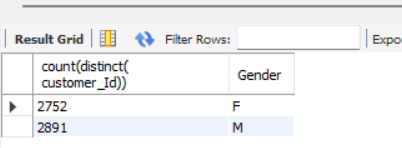 Result Grid Filter Rows: Expo
count(distinct(
customer_Id)) Gender
2752 F
2891 M